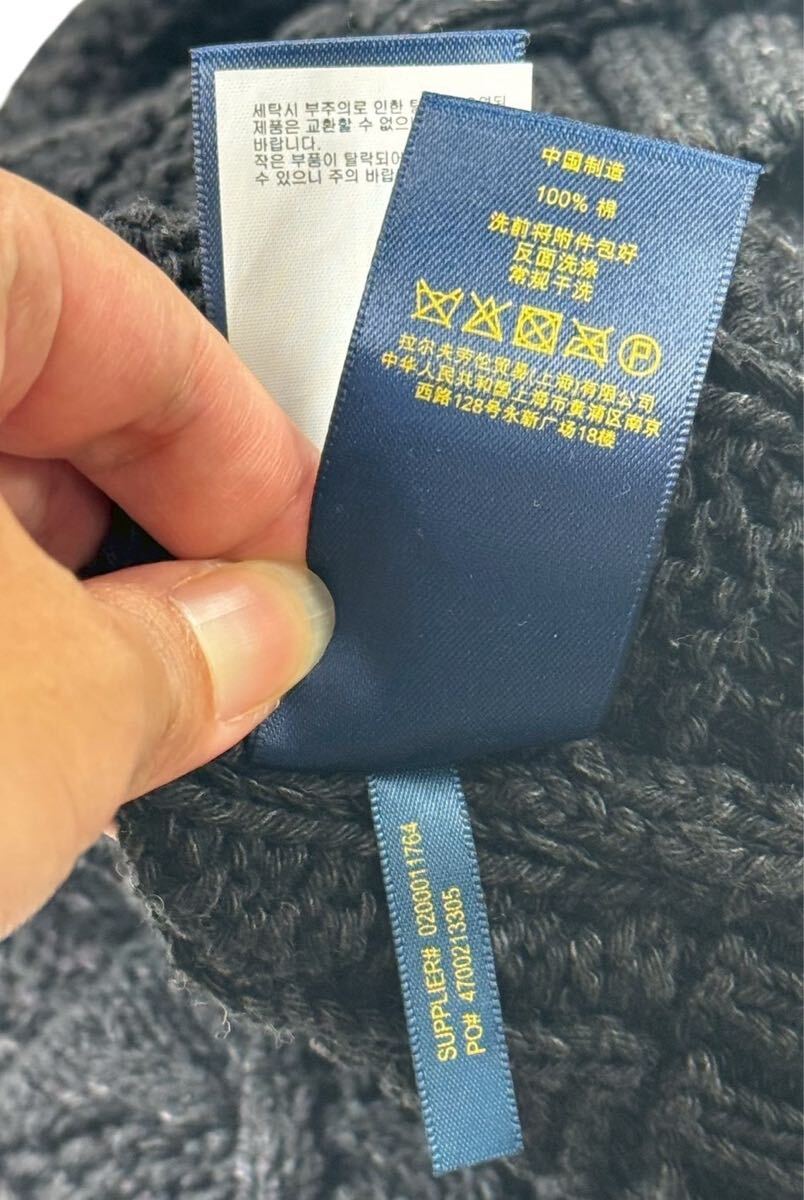 세탁시 부주의로 인한
제품은 교환할 수 없으
바랍니다.
작은 부품이 탈락되어
수 있으니 주의 바랍
中国制造
100% 棉
洗前将附件包好
反面洗涤
常规干洗
P
拉尔夫劳伦贸易(上海)有限公司
中华人民共和国上海市黄浦区南京
西路128号永新广场18楼
SUPPLIER# 0200011764
PO# 4700213305